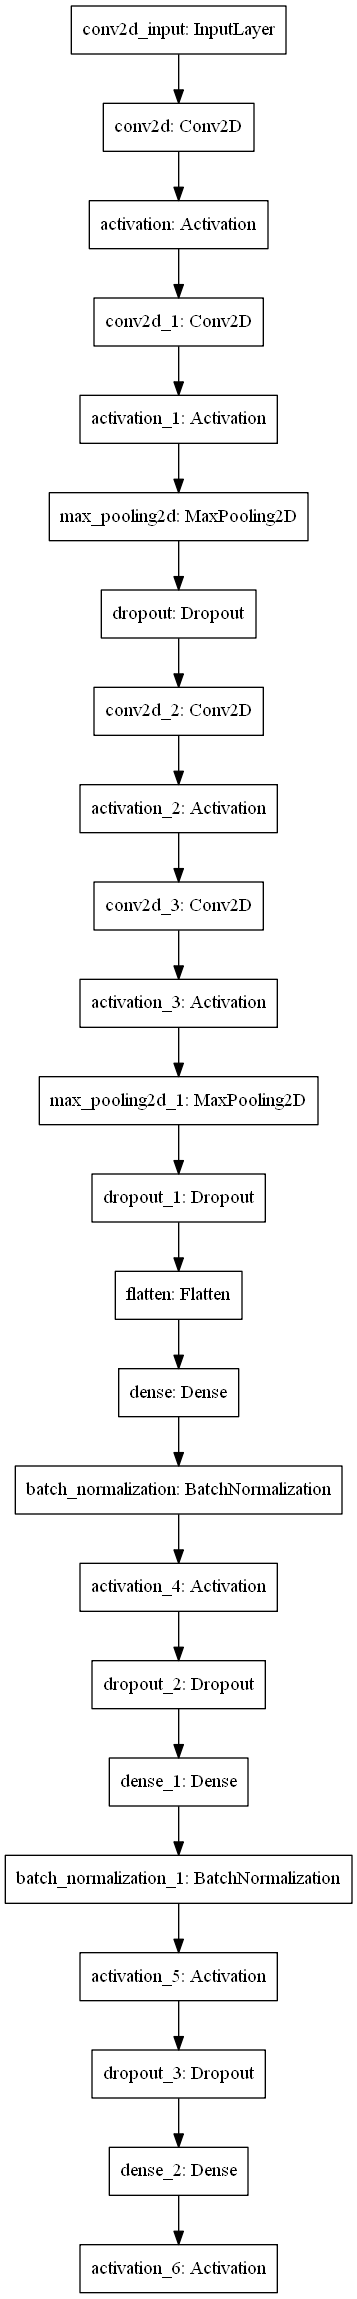 conv2d_input: InputLayer
conv2d: Conv2D
activation: Activation
conv2d_1: Conv2D
activation_1: Activation
max_pooling2d: MaxPooling2D
dropout: Dropout
conv2d_2: Conv2D
activation_2: Activation
conv2d_3: Conv2D
activation_3: Activation
max_pooling2d_1: MaxPooling2D
dropout_1: Dropout
flatten: Flatten
dense: Dense
batch_normalization: BatchNormalization
activation_4: Activation
dropout_2: Dropout
dense_1: Dense
batch_normalization_1: BatchNormalization
activation_5: Activation
dropout_3: Dropout
dense_2: Dense
activation_6: Activation